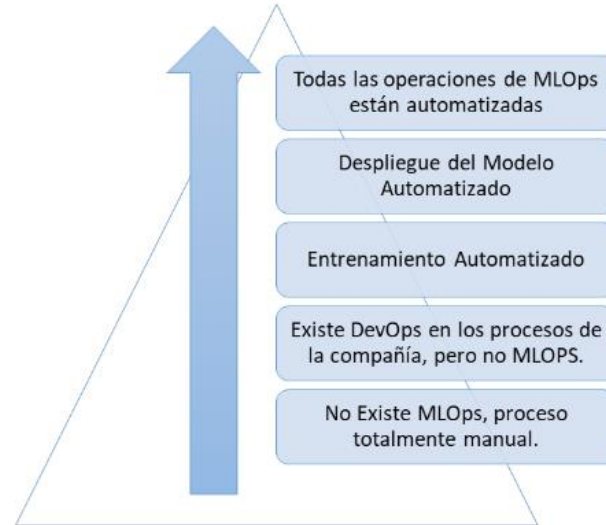 Todas las operaciones de MLOps
están automatizadas
Despliegue del Modelo
Automatizado
Entrenamiento Automatizado
Existe DevOps en los procesos de
la compañía, pero no MLOPS.
No Existe MLOps, proceso
totalmente manual.